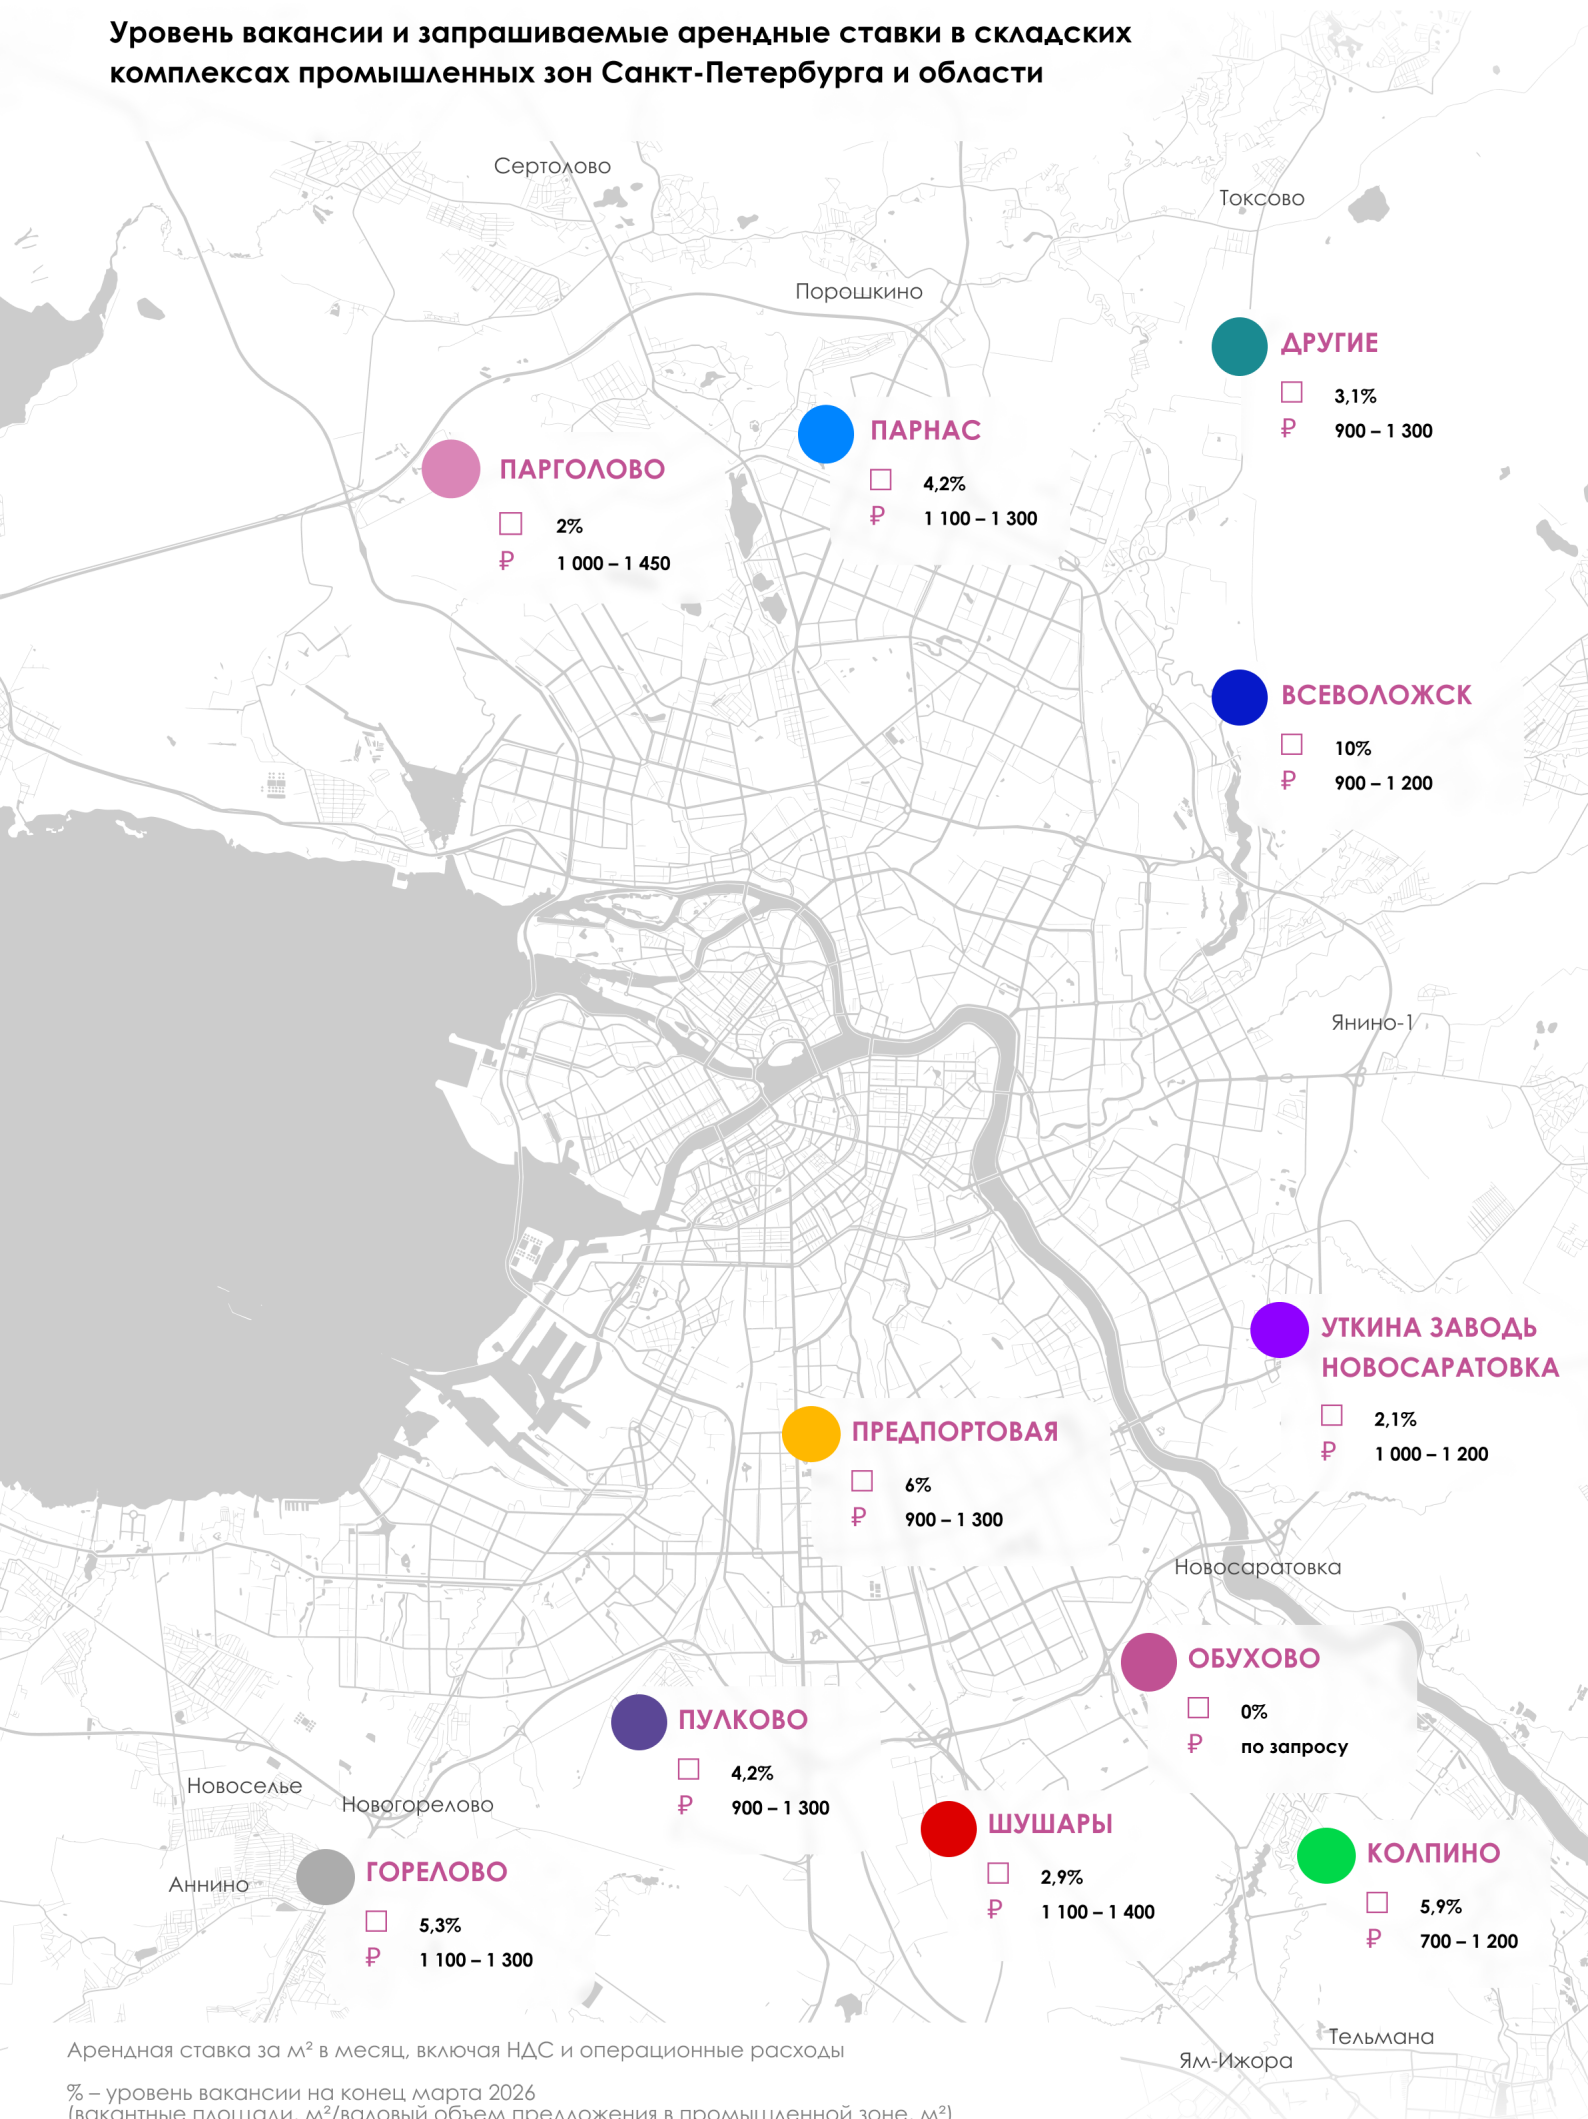 Уровень вакансии и запрашиваемые арендные ставки в складских
комплексах промышленных зон Санкт-Петербурга и области
Сертолово
Токсово
Порошкино
ДРУГИЕ
3,1%
₽ 900 – 1 300
ПАРНАС
4,2%
₽ 1 100 – 1 300
ПАРГОЛОВО
2%
₽ 1 000 – 1 450
ВСЕВОЛОЖСК
10%
₽ 900 – 1 200
Янино-1
УТКИНА ЗАВОДЬ
НОВОСАРАТОВКА
2,1%
₽ 1 000 – 1 200
ПРЕДПОРТОВАЯ
6%
₽ 900 – 1 300
Новосаратовка
ОБУХОВО
0%
₽ по запросу
ПУЛКОВО
4,2%
₽ 900 – 1 300
Новоселье
Новогорелово
ШУШАРЫ
2,9%
₽ 1 100 – 1 400
КОЛПИНО
5,9%
₽ 700 – 1 200
Аннино
ГОРЕЛОВО
5,3%
₽ 1 100 – 1 300
Тельмана
Ям-Ижора
Арендная ставка за м² в месяц, включая НДС и операционные расходы
% – уровень вакансии на конец марта 2026
(вакантные площади, м²/валовый объем предложения в промышленной зоне, м²)